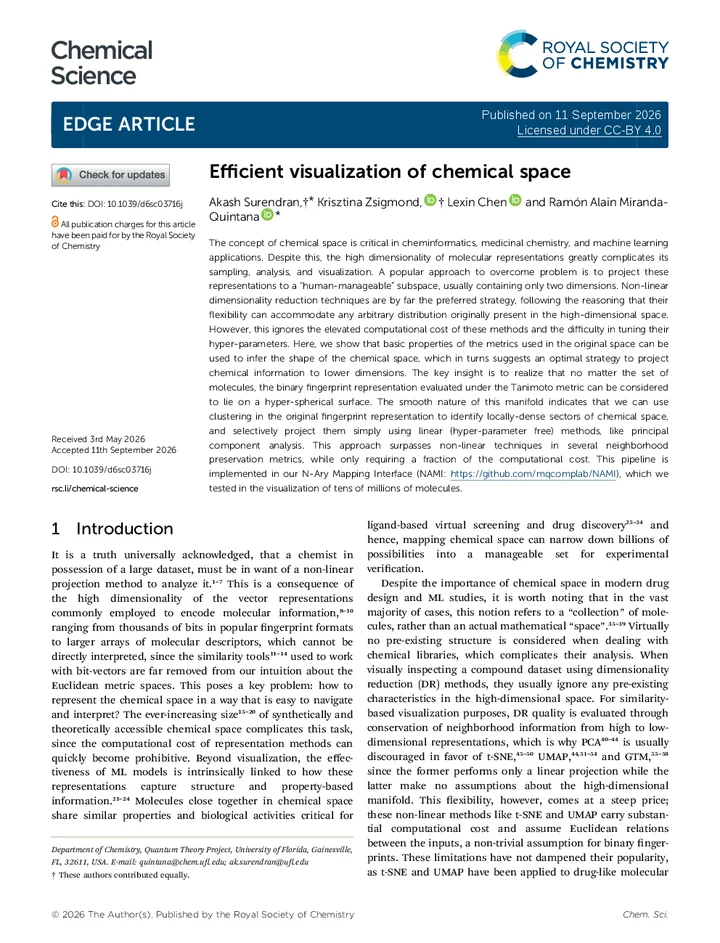 Chemical
Science
ROYAL SOCIETY
OF CHEMISTRY
EDGE ARTICLE
Published on 11 September 2026
Licensed under CC-BY 4.0
Check for updates
Cite this: DOI: 10.1039/d6sc03716j
All publication charges for this article
have been paid for by the Royal Society
of Chemistry
Received 3rd May 2026
Accepted 11th September 2026
DOI: 10.1039/d6sc03716j
rsc.li/chemical-science
Efficient visualization of chemical space
Akash Surendran,†* Krisztina Zsigmond, iD † Lexin Chen iD and Ramón Alain Miranda-
Quintana iD *
The concept of chemical space is critical in cheminformatics, medicinal chemistry, and machine learning
applications. Despite this, the high dimensionality of molecular representations greatly complicates its
sampling, analysis, and visualization. A popular approach to overcome problem is to project these
representations to a "human-manageable" subspace, usually containing only two dimensions. Non-linear
dimensionality reduction techniques are by far the preferred strategy, following the reasoning that their
flexibility can accommodate any arbitrary distribution originally present in the high-dimensional space.
However, this ignores the elevated computational cost of these methods and the difficulty in tuning their
hyper-parameters. Here, we show that basic properties of the metrics used in the original space can be
used to infer the shape of the chemical space, which in turns suggests an optimal strategy to project
chemical information to lower dimensions. The key insight is to realize that no matter the set of
molecules, the binary fingerprint representation evaluated under the Tanimoto metric can be considered
to lie on a hyper-spherical surface. The smooth nature of this manifold indicates that we can use
clustering in the original fingerprint representation to identify locally-dense sectors of chemical space,
and selectively project them simply using linear (hyper-parameter free) methods, like principal
component analysis. This approach surpasses non-linear techniques in several neighborhood
preservation metrics, while only requiring a fraction of the computational cost. This pipeline is
implemented in our N-Ary Mapping Interface (NAMI: https://github.com/mqcomplab/NAMI), which we
tested in the visualization of tens of millions of molecules.
1 Introduction
It is a truth universally acknowledged, that a chemist in
possession of a large dataset, must be in want of a non-linear
projection method to analyze it.1–7 This is a consequence of
the high dimensionality of the vector representations
commonly employed to encode molecular information,8–10
ranging from thousands of bits in popular fingerprint formats
to larger arrays of molecular descriptors, which cannot be
directly interpreted, since the similarity tools11–14 used to work
with bit-vectors are far removed from our intuition about the
Euclidean metric spaces. This poses a key problem: how to
represent the chemical space in a way that is easy to navigate
and interpret? The ever-increasing size15–20 of synthetically and
theoretically accessible chemical space complicates this task,
since the computational cost of representation methods can
quickly become prohibitive. Beyond visualization, the effec-
tiveness of ML models is intrinsically linked to how these
representations capture structure and property-based
information.21–24 Molecules close together in chemical space
share similar properties and biological activities critical for
Department of Chemistry, Quantum Theory Project, University of Florida, Gainesville,
FL, 32611, USA. E-mail: quintana@chem.ufl.edu; ak.surendran@ufl.edu
† These authors contributed equally.
ligand-based virtual screening and drug discovery25–34 and
hence, mapping chemical space can narrow down billions of
possibilities into a manageable set for experimental
verification.
Despite the importance of chemical space in modern drug
design and ML studies, it is worth noting that in the vast
majority of cases, this notion refers to a "collection" of mole-
cules, rather than an actual mathematical "space".35–39 Virtually
no pre-existing structure is considered when dealing with
chemical libraries, which complicates their analysis. When
visually inspecting a compound dataset using dimensionality
reduction (DR) methods, they usually ignore any pre-existing
characteristics in the high-dimensional space. For similarity-
based visualization purposes, DR quality is evaluated through
conservation of neighborhood information from high to low-
dimensional representations, which is why PCA40–44 is usually
discouraged in favor of t-SNE,45–50 UMAP,44,51–54 and GTM,55–58
since the former performs only a linear projection while the
latter make no assumptions about the high-dimensional
manifold. This flexibility, however, comes at a steep price;
these non-linear methods like t-SNE and UMAP carry substan-
tial computational cost and assume Euclidean relations
between the inputs, a non-trivial assumption for binary finger-
prints. These limitations have not dampened their popularity,
as t-SNE and UMAP have been applied to drug-like molecular
© 2026 The Author(s). Published by the Royal Society of Chemistry
Chem. Sci.